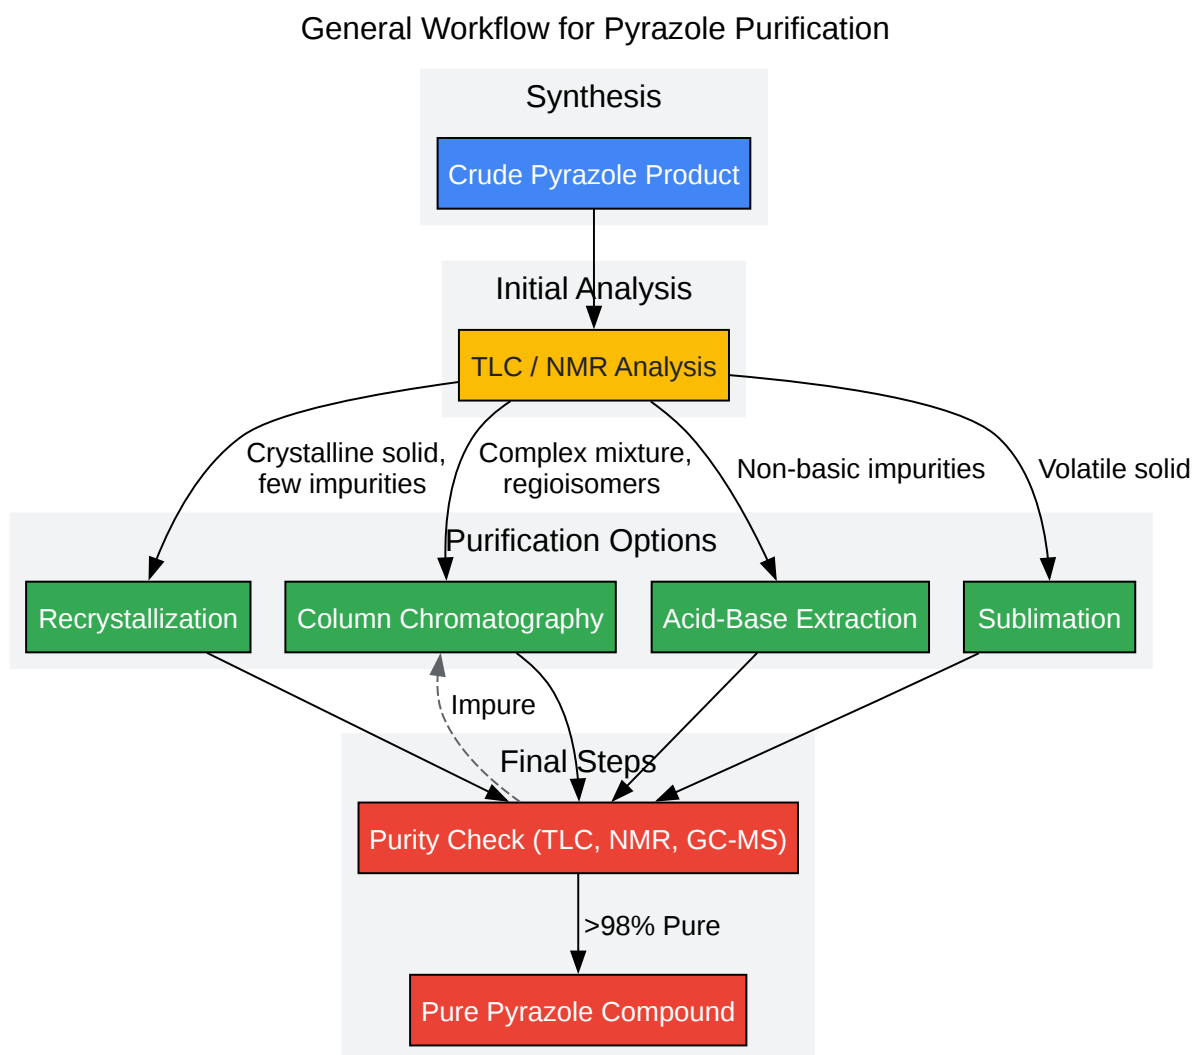 General Workflow for Pyrazole Purification
Synthesis
Crude Pyrazole Product
Initial Analysis
TLC / NMR Analysis
Crystalline solid,
few impurities
Complex mixture,
regioisomers
Non-basic impurities
Volatile solid
Purification Options
Recrystallization
Column Chromatography
Acid-Base Extraction
Sublimation
Impure
Final Steps
Purity Check (TLC, NMR, GC-MS)
>98% Pure
Pure Pyrazole Compound